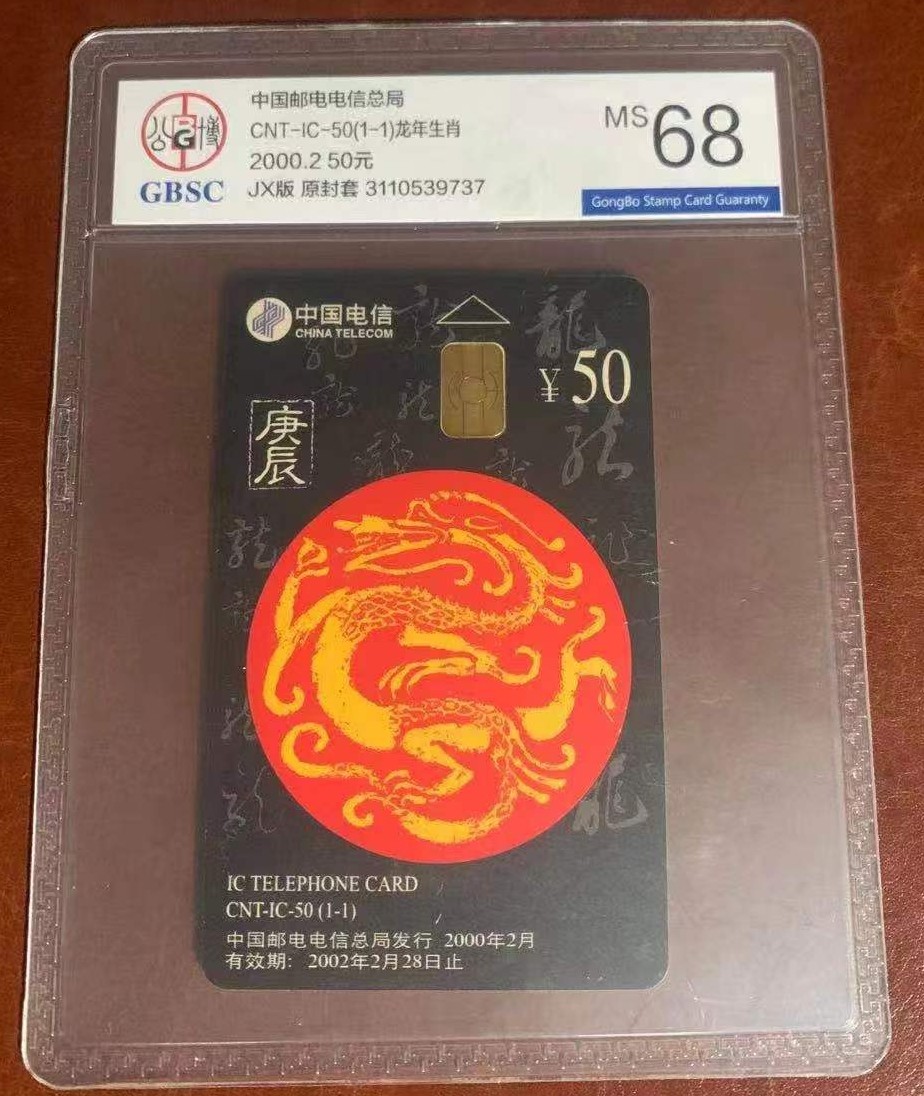 中国邮电电信总局
CNT-IC-50(1-1)龙年生肖
2000.2 50元
JX版 原封套 3110539737
公博
GBSC
MS 68
GongBo Stamp Card Guaranty
中国电信
CHINA TELECOM
¥50
庚辰
龍
龍
IC TELEPHONE CARD
CNT-IC-50 (1-1)
中国邮电电信总局发行 2000年2月
有效期: 2002年2月28日止